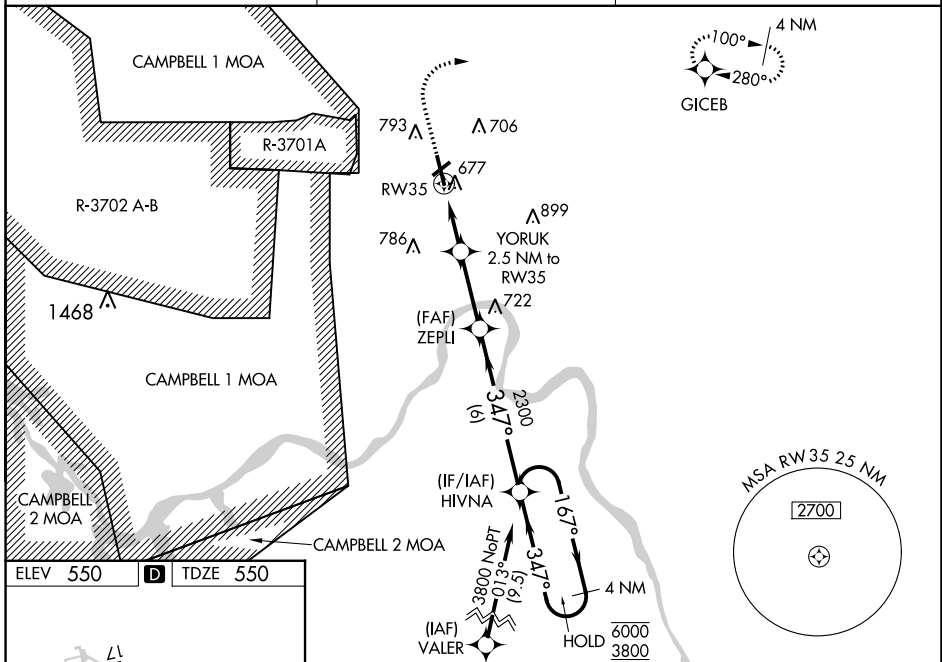 CAMPBELL 1 MOA
R-3701A
R-3702 A-B
1468
CAMPBELL 1 MOA
CAMPBELL
2 MOA
CAMPBELL 2 MOA
793
706
677
RW35
899
786
YORUK
2.5 NM to
RW35
722
(FAF)
ZEPLI
2300
347°
(6)
(IF/IAF)
HIVNA
167°
347°
4 NM
3800 NoPT
013°
(9.5)
(IAF)
VALER
HOLD
6000
3800
4 NM
100°
280°
GICEB
MSA RW35 25 NM
2700
ELEV 550 D TDZE 550
17